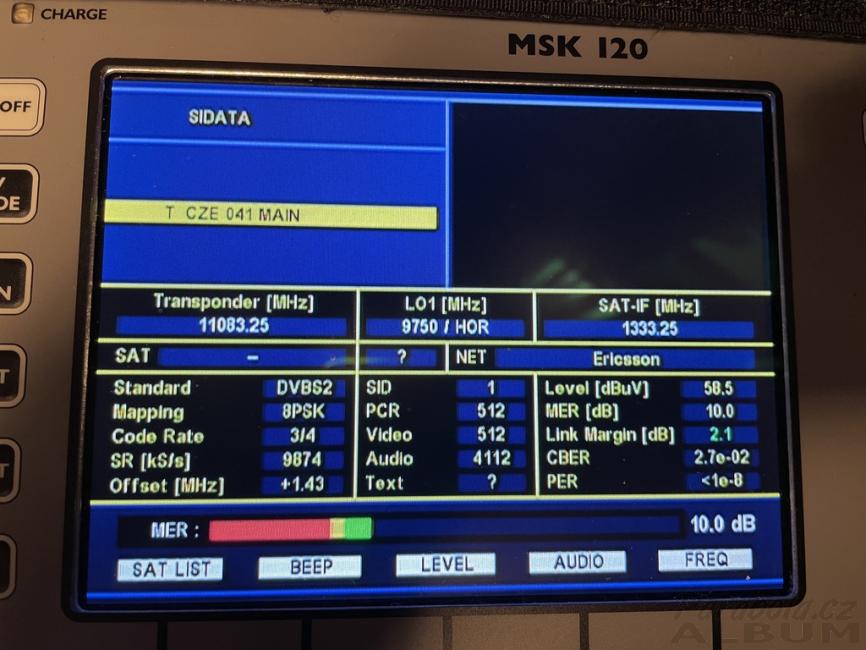 CHARGE
MSK 120
OFF
SIDATA
T CZE 041 MAIN
Transponder [MHz] LO1 [MHz] SAT-IF [MHz]
11083.25 9750 / HOR 1333.25
SAT – ? NET Ericsson
Standard DVBS2 SID 1 Level [dBuV] 58.5
Mapping 8PSK PCR 512 MER [dB] 10.0
Code Rate 3/4 Video 512 Link Margin [dB] 2.1
SR [kS/s] 9874 Audio 4112 CBER 2.7e-02
Offset [MHz] +1.43 Text ? PER <1e-8
MER : 10.0 dB
SAT LIST BEEP LEVEL AUDIO FREQ
Parabola.cz
ALBUM